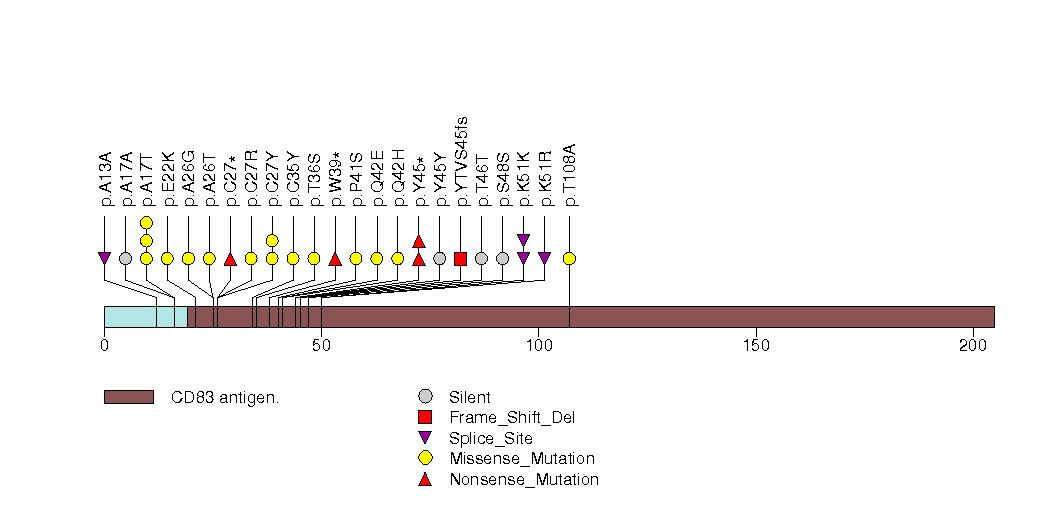 p.A13A
p.A17A
p.A17T
p.E22K
p.A26G
p.A26T
p.C27*
p.C27R
p.C27Y
p.C35Y
p.T36S
p.W39*
p.P41S
p.Q42E
p.Q42H
p.Y45*
p.Y45Y
p.YTVS45fs
p.T46T
p.S48S
p.K51K
p.K51R
p.T108A
0 50 100 150 200
CD83 antigen.
Silent
Frame_Shift_Del
Splice_Site
Missense_Mutation
Nonsense_Mutation